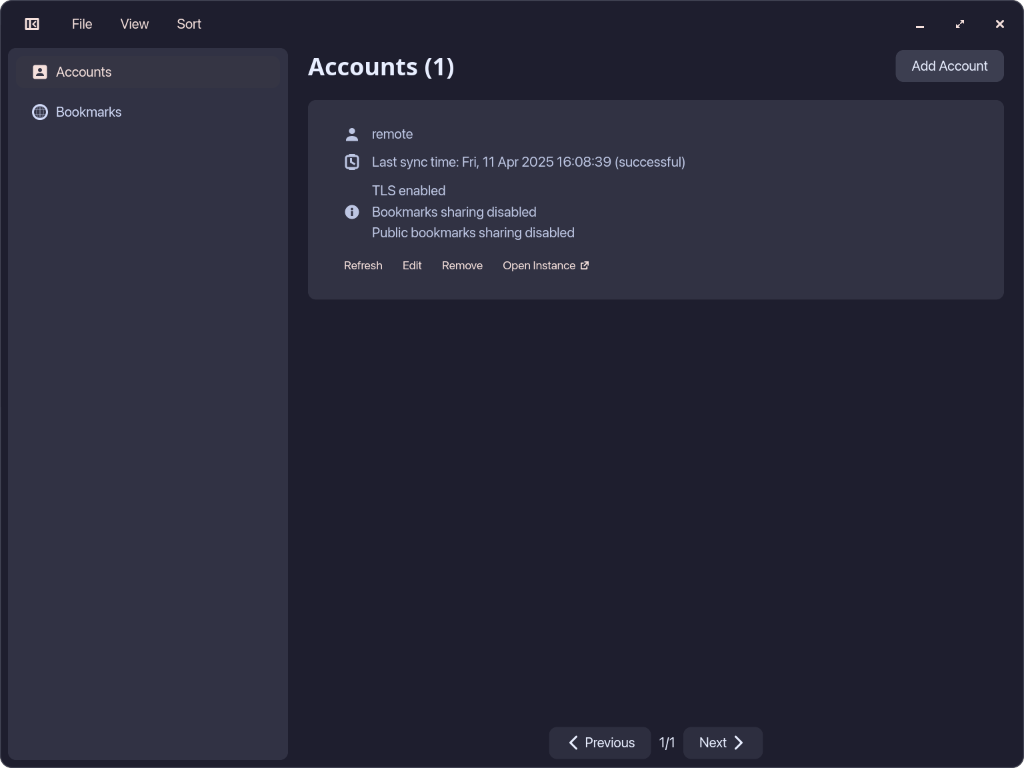 File View Sort
Accounts
Bookmarks
Accounts (1)
Add Account
remote
Last sync time: Fri, 11 Apr 2025 16:08:39 (successful)
TLS enabled
Bookmarks sharing disabled
Public bookmarks sharing disabled
Refresh Edit Remove Open Instance
Previous 1/1 Next